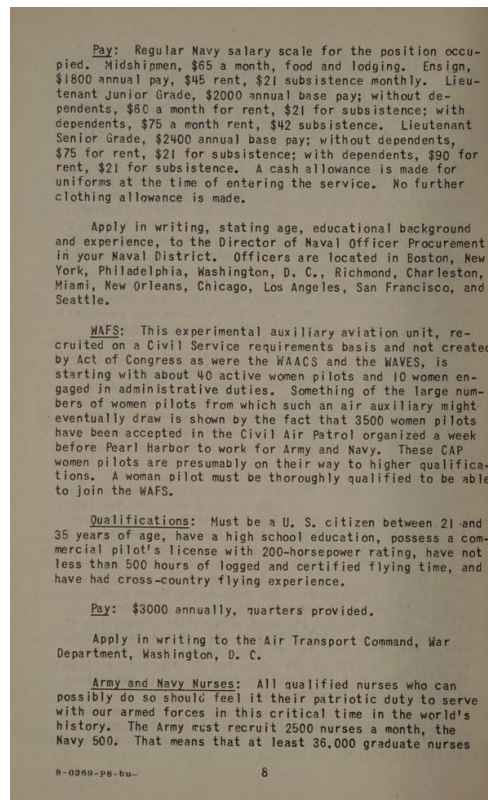 Pay: Regular Navy salary scale for the position occu-
pied. Midshipmen, $65 a month, food and lodging. Ensign,
$1800 annual pay, $45 rent, $21 subsistence monthly. Lieu-
tenant Junior Grade, $2000 annual base pay; without de-
pendents, $60 a month for rent, $21 for subsistence; with
dependents, $75 a month rent, $42 subsistence. Lieutenant
Senior Grade, $2400 annual base pay; without dependents,
$75 for rent, $21 for subsistence; with dependents, $90 for
rent, $21 for subsistence. A cash allowance is made for
uniforms at the time of entering the service. No further
clothing allowance is made.
Apply in writing, stating age, educational background
and experience, to the Director of Naval Officer Procurement
in your Naval District. Officers are located in Boston, New
York, Philadelphia, Washington, D. C., Richmond, Charleston,
Miami, New Orleans, Chicago, Los Angeles, San Francisco, and
Seattle.
WAFS: This experimental auxiliary aviation unit, re-
cruited on a Civil Service requirements basis and not created
by Act of Congress as were the WAACS and the WAVES, is
starting with about 40 active women pilots and 10 women en-
gaged in administrative duties. Something of the large num-
bers of women pilots from which such an air auxiliary might
eventually draw is shown by the fact that 3500 women pilots
have been accepted in the Civil Air Patrol organized a week
before Pearl Harbor to work for Army and Navy. These CAP
women pilots are presumably on their way to higher qualifica-
tions. A woman pilot must be thoroughly qualified to be able
to join the WAFS.
Qualifications: Must be a U. S. citizen between 21 and
35 years of age, have a high school education, possess a com-
mercial pilot's license with 200-horsepower rating, have not
less than 500 hours of logged and certified flying time, and
have had cross-country flying experience.
Pay: $3000 annually, quarters provided.
Apply in writing to the Air Transport Command, War
Department, Washington, D. C.
Army and Navy Nurses: All qualified nurses who can
possibly do so should feel it their patriotic duty to serve
with our armed forces in this critical time in the world's
history. The Army must recruit 2500 nurses a month, the
Navy 500. That means that at least 36,000 graduate nurses
8-0369-P8-bu-
8